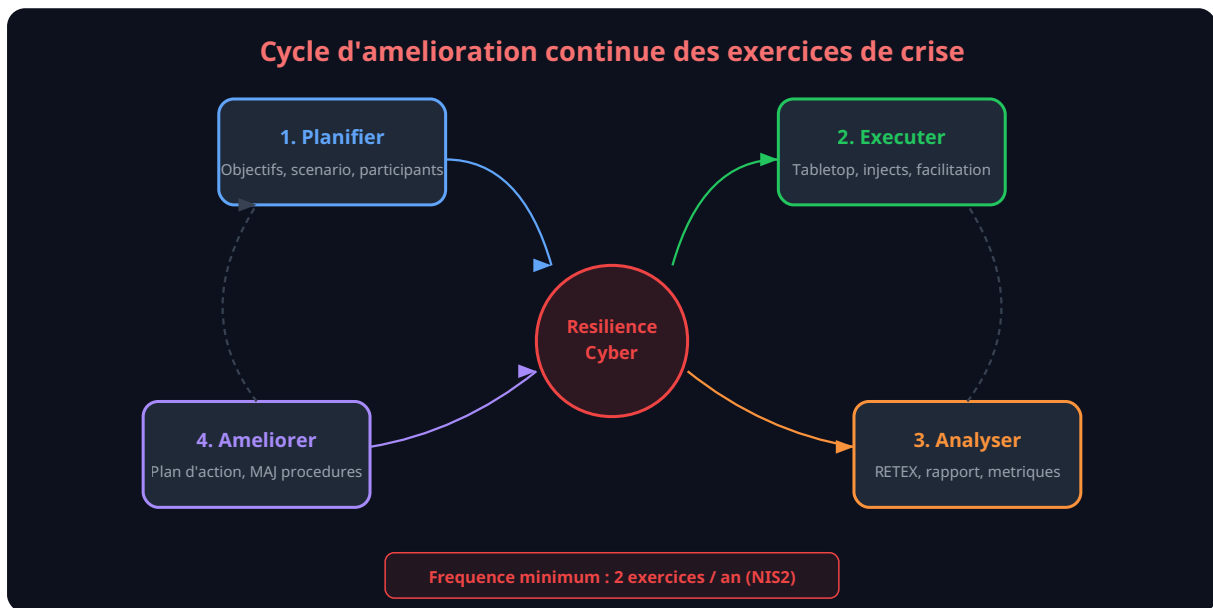 Cycle d'amelioration continue des exercices de crise
1. Planifier
Objectifs, scenario, participants
2. Executer
Tabletop, injects, facilitation
Resilience
Cyber
4. Ameliorer
Plan d'action, MAJ procedures
3. Analyser
RETEX, rapport, metriques
Frequence minimum : 2 exercices / an (NIS2)